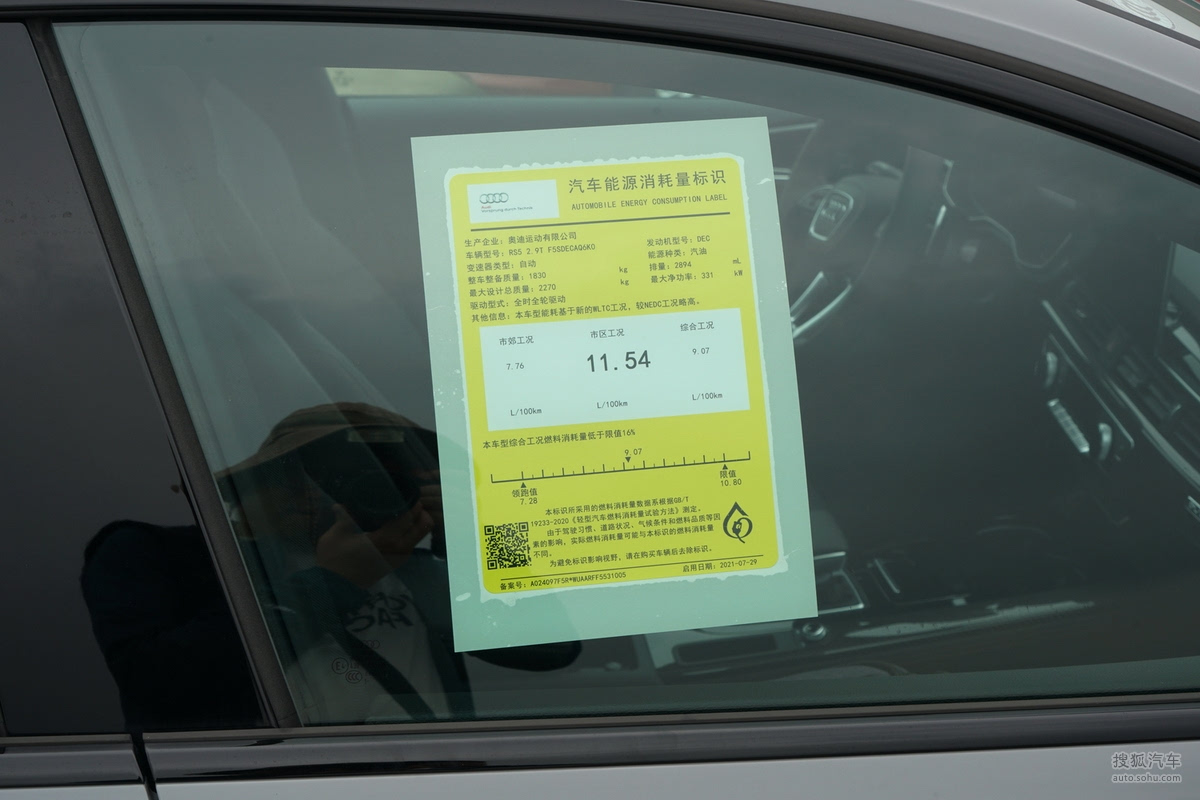 汽车能源消耗量标识
AUTOMOBILE ENERGY CONSUMPTION LABEL
Audi
Vorsprung durch Technik
生产企业：奥迪运动有限公司
车辆型号：RS5 2.9T F5SDECAQ6K0
发动机型号：DEC
变速器类型：自动
能源种类：汽油
整车整备质量：1830 kg
排量：2894 mL
最大设计总质量：2270 kg
最大净功率：331 kW
驱动型式：全时全轮驱动
其他信息：本车型能耗基于新的WLTC工况，较NEDC工况略高。
市郊工况 市区工况 综合工况
7.76 11.54 9.07
L/100km L/100km L/100km
本车型综合工况燃料消耗量低于限值16%
9.07
领跑值 限值
7.28 10.80
本标识所采用的燃料消耗量数据系根据GB/T
19233-2020《轻型汽车燃料消耗量试验方法》测定。
由于驾驶习惯、道路状况、气候条件和燃料品质等因
素的影响，实际燃料消耗量可能与本标识的燃料消耗量
不同。
为避免标识影响视野，请在购买车辆后去除标识。
备案号：A024Q97F5R*WUAARFF5531005 启用日期：2021-07-29
搜狐汽车
auto.sohu.com